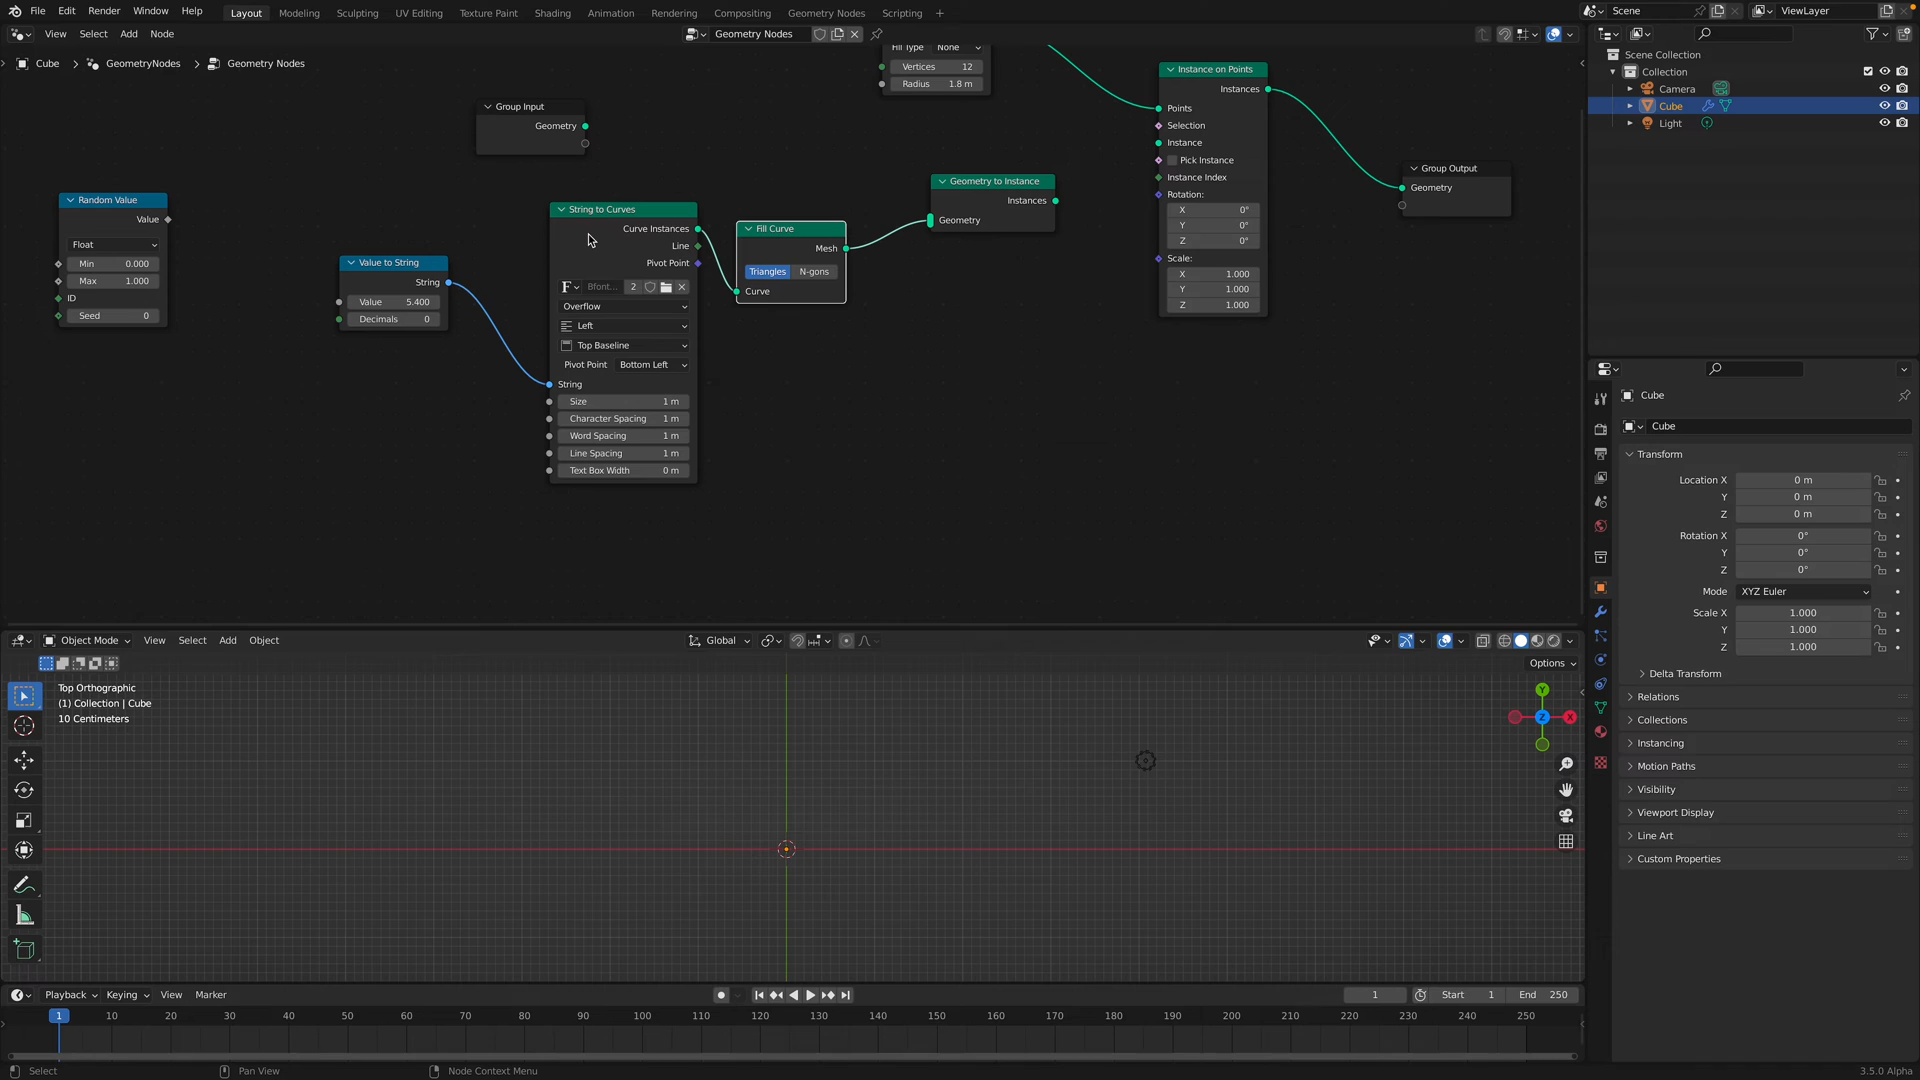 File Edit Render Window Help Layout Modeling Sculpting UV Editing Texture Paint Shading Animation Rendering Compositing Geometry Nodes Scripting + Scene ViewLayer
View Select Add Node Geometry Nodes
Cube > GeometryNodes > Geometry Nodes
Fill Type None
Vertices 12
Radius 1.8 m
Group Input
Geometry
Random Value
Value
Float
Min 0.000
Max 1.000
ID
Seed 0
Value to String
String
Value 5.400
Decimals 0
String to Curves
Curve Instances
Line
Pivot Point
Bfont... 2
Overflow
Left
Top Baseline
Pivot Point Bottom Left
String
Size 1 m
Character Spacing 1 m
Word Spacing 1 m
Line Spacing 1 m
Text Box Width 0 m
Fill Curve
Mesh
Triangles N-gons
Curve
Geometry to Instance
Instances
Geometry
Instance on Points
Instances
Points
Selection
Instance
Pick Instance
Instance Index
Rotation:
X 0°
Y 0°
Z 0°
Scale:
X 1.000
Y 1.000
Z 1.000
Group Output
Geometry
Scene Collection
Collection
Camera
Cube
Light
Cube
Cube
Transform
Location X 0 m
Y 0 m
Z 0 m
Rotation X 0°
Y 0°
Z 0°
Mode XYZ Euler
Scale X 1.000
Y 1.000
Z 1.000
Delta Transform
Relations
Collections
Instancing
Motion Paths
Visibility
Viewport Display
Line Art
Custom Properties
Object Mode View Select Add Object Global
Options
Top Orthographic
(1) Collection | Cube
10 Centimeters
Y
Z
X
Playback Keying View Marker 1 Start 1 End 250
1 10 20 30 40 50 60 70 80 90 100 110 120 130 140 150 160 170 180 190 200 210 220 230 240 250
Select Pan View Node Context Menu 3.5.0 Alpha